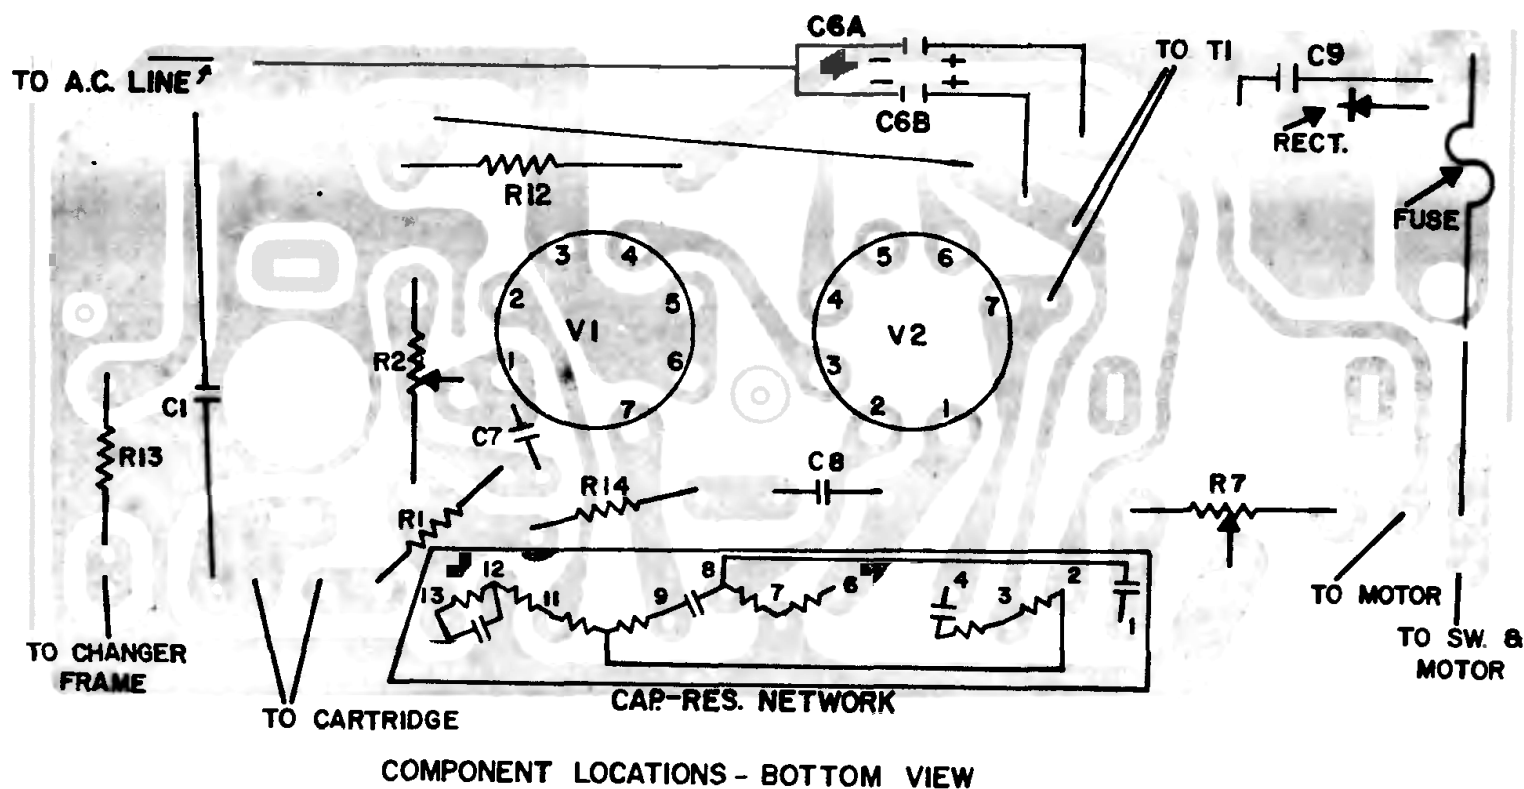 C6A
TO T1
C9
TO A.C. LINE
− +
− +
C6B
RECT.
R12
FUSE
3 4
5 6
2
5
4
7
V1
V2
R2
1
6
3
7
2
1
C1
C7
R13
C8
R14
R7
R1
12
8
4
2
13
11
9
7
6
3
1
TO MOTOR
TO CHANGER
FRAME
TO SW. &
MOTOR
CAP.-RES. NETWORK
TO CARTRIDGE
COMPONENT LOCATIONS - BOTTOM VIEW